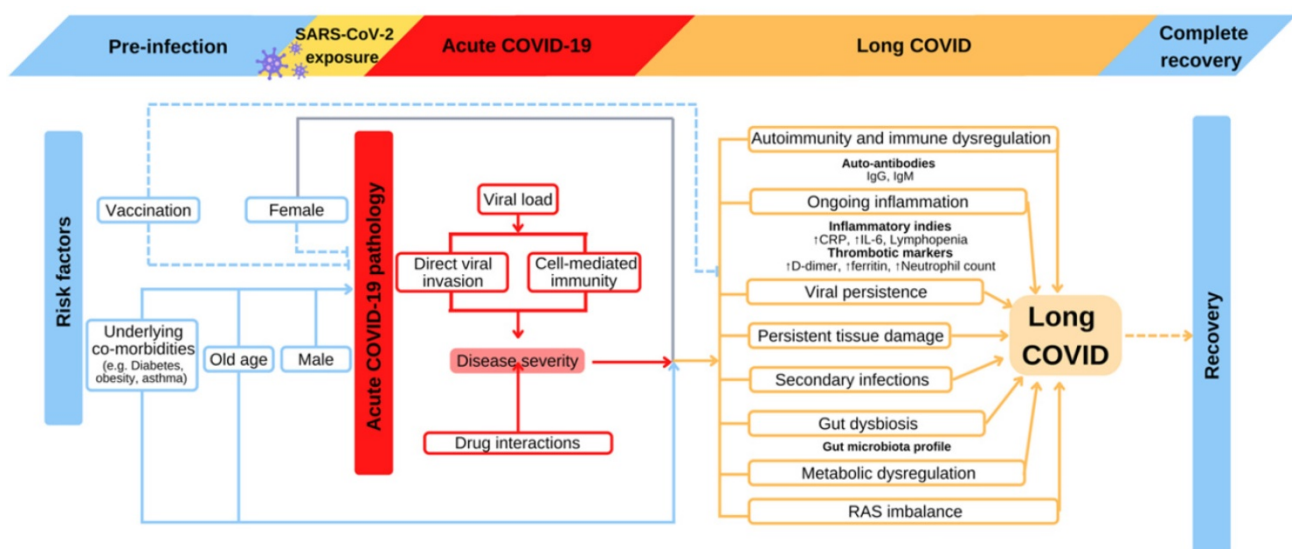 Pre-infection
SARS-CoV-2
exposure
Acute COVID-19
Long COVID
Complete
recovery
Risk factors
Vaccination
Female
Underlying
co-morbidities
(e.g. Diabetes,
obesity, asthma)
Old age
Male
Acute COVID-19 pathology
Viral load
Direct viral
invasion
Cell-mediated
immunity
Disease severity
Drug interactions
Autoimmunity and immune dysregulation
Auto-antibodies
IgG, IgM
Ongoing inflammation
Inflammatory indies
↑CRP, ↑IL-6, Lymphopenia
Thrombotic markers
↑D-dimer, ↑ferritin, ↑Neutrophil count
Viral persistence
Persistent tissue damage
Secondary infections
Gut dysbiosis
Gut microbiota profile
Metabolic dysregulation
RAS imbalance
Long
COVID
Recovery